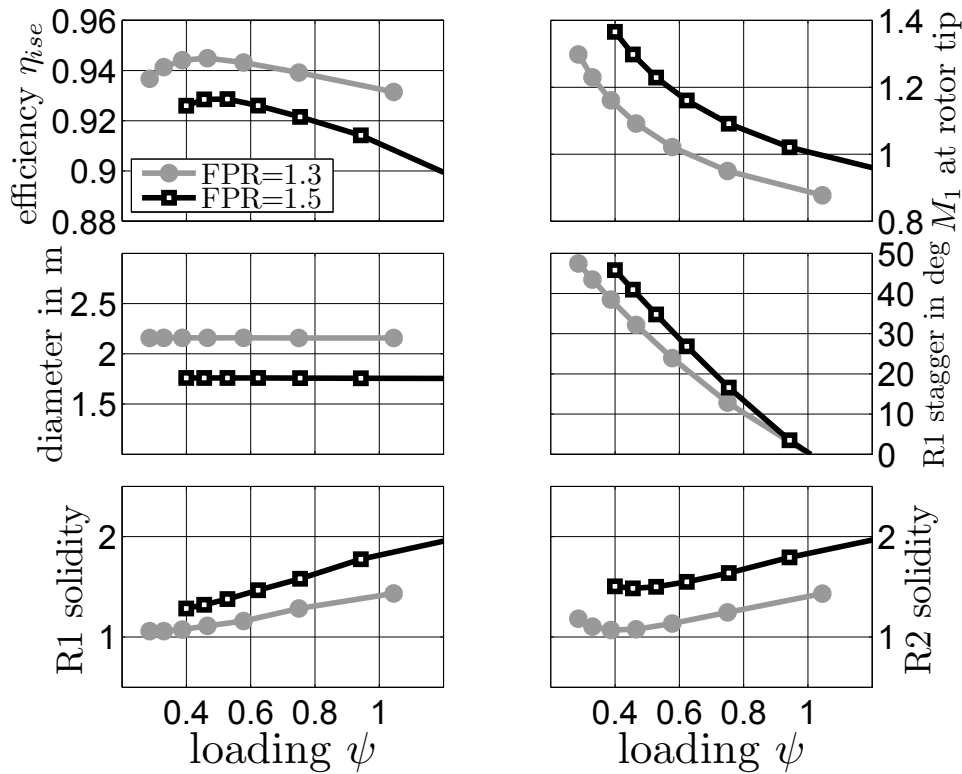 efficiency η_ise
0.96
0.94
0.92
0.9
0.88
FPR=1.3
FPR=1.5
M₁ at rotor tip
1.4
1.2
1
0.8
diameter in m
2.5
2
1.5
R1 stagger in deg
50
40
30
20
10
0
R1 solidity
2
1
0.4 0.6 0.8 1
loading ψ
R2 solidity
2
1
0.4 0.6 0.8 1
loading ψ